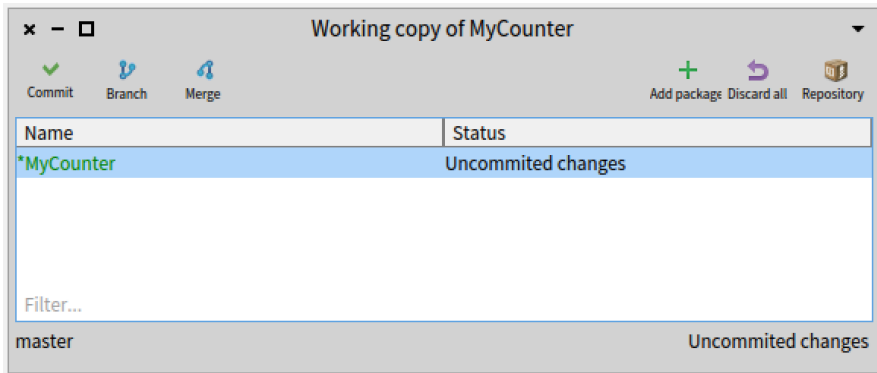 Working copy of MyCounter
Commit Branch Merge Add package Discard all Repository
Name Status
*MyCounter Uncommited changes
Filter...
master Uncommited changes